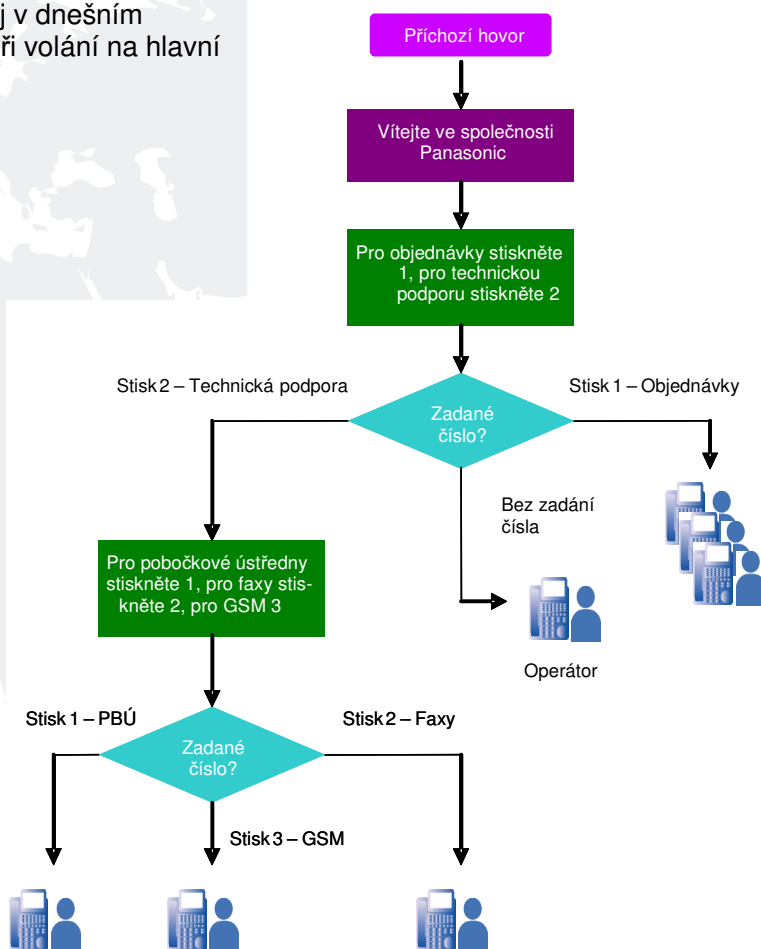 j v dnešním
ři volání na hlavní
Příchozí hovor
Vítejte ve společnosti
Panasonic
Pro objednávky stiskněte
1, pro technickou
podporu stiskněte 2
Stisk 2 – Technická podpora
Stisk 1 – Objednávky
Zadané
číslo?
Bez zadání
čísla
Pro pobočkové ústředny
stiskněte 1, pro faxy stis-
kněte 2, pro GSM 3
Operátor
Stisk 1 – PBÚ
Stisk 2 – Faxy
Zadané
číslo?
Stisk 3 – GSM